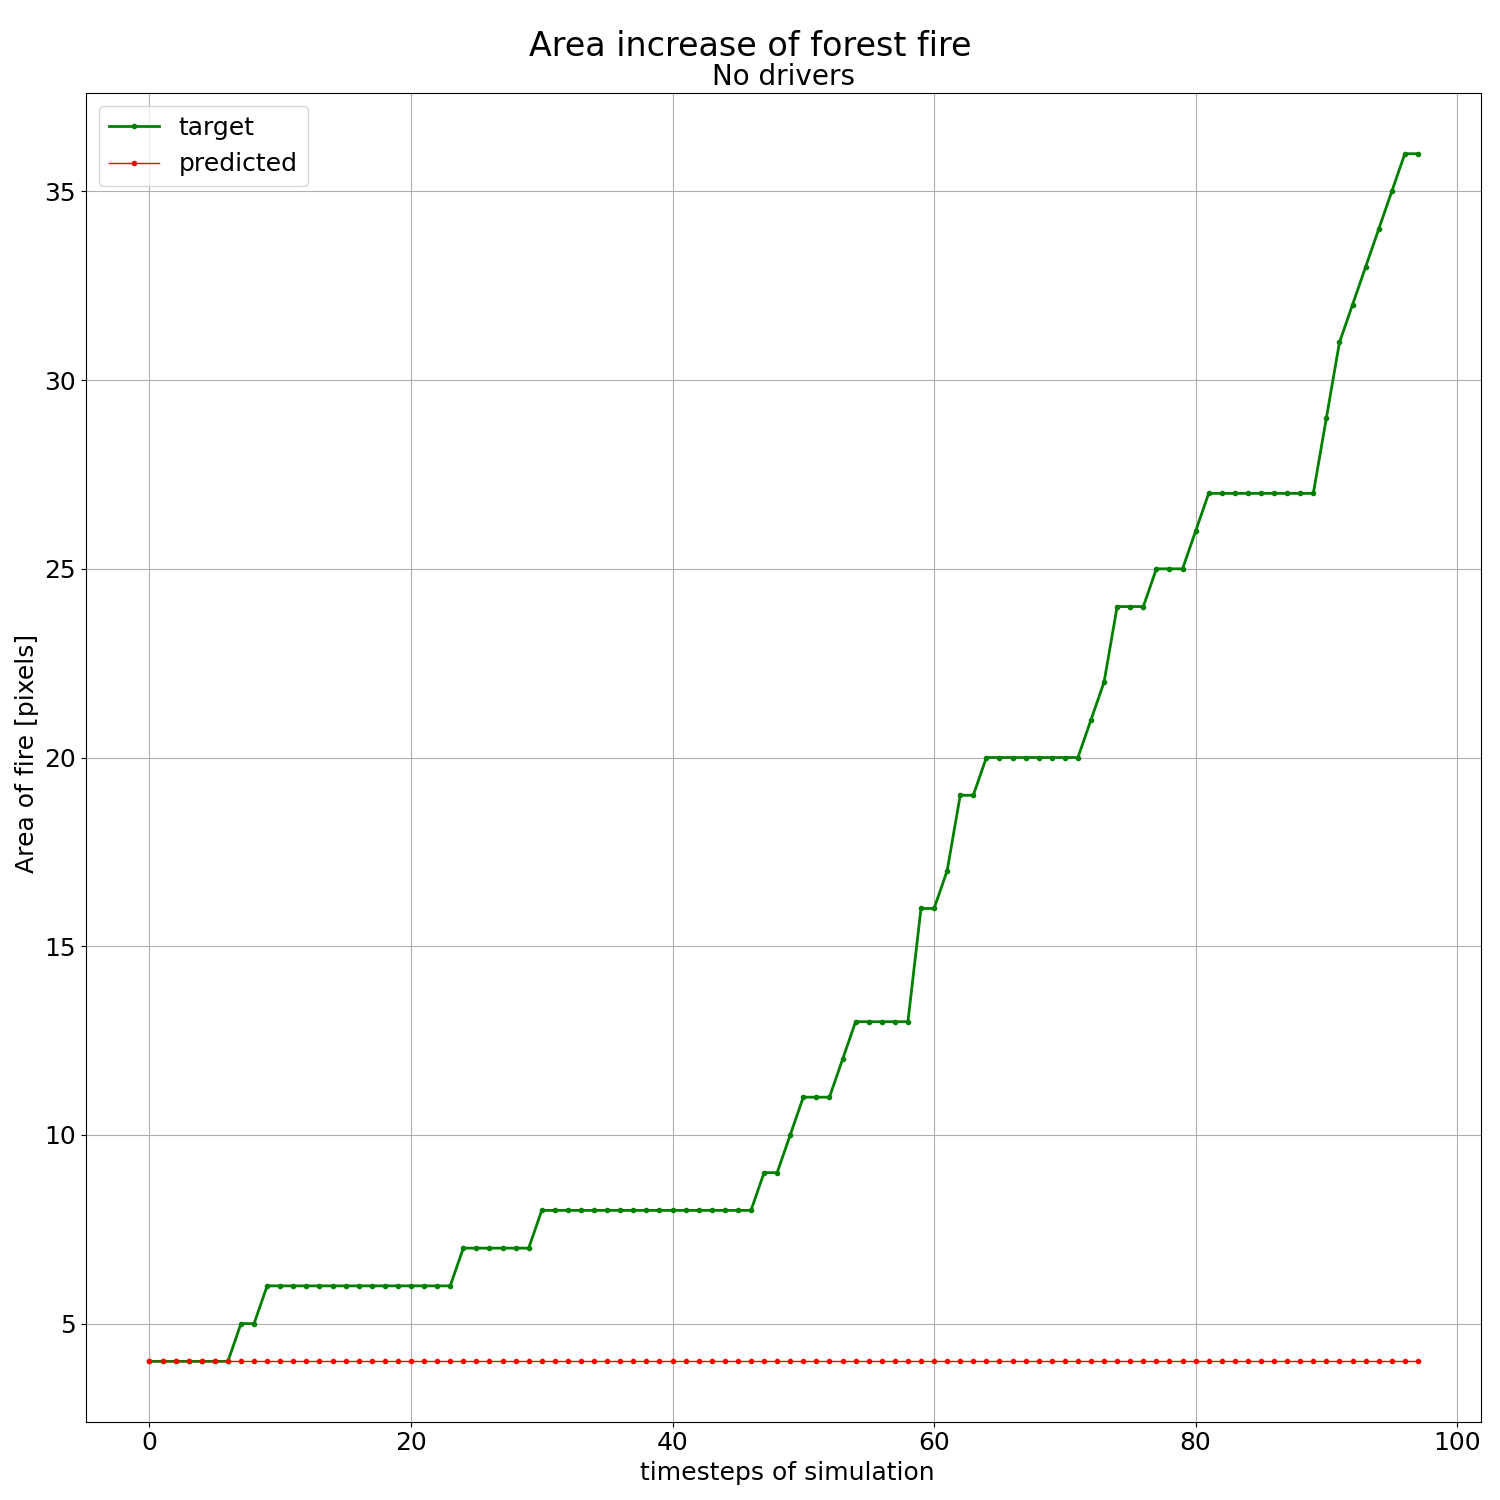 Area increase of forest fire
No drivers
target
predicted
35
30
25
20
15
10
5
Area of fire [pixels]
0 20 40 60 80 100
timesteps of simulation